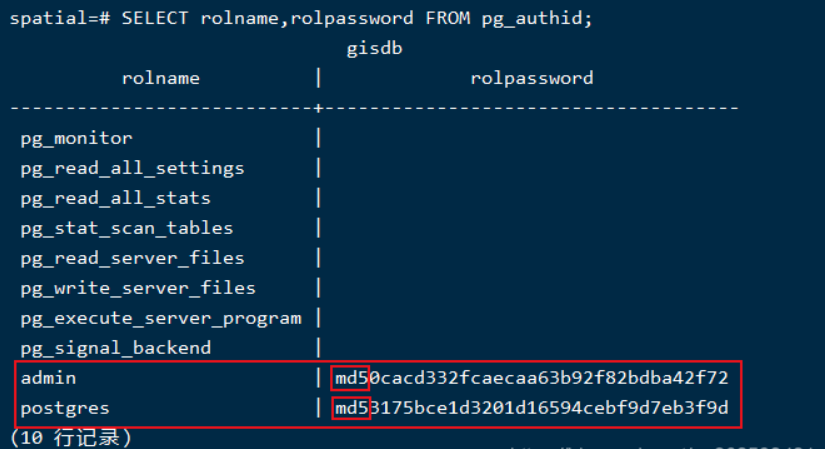 spatial=# SELECT rolname,rolpassword FROM pg_authid;
gisdb
rolname | rolpassword
----------------------------+-------------------------------------
pg_monitor |
pg_read_all_settings |
pg_read_all_stats |
pg_stat_scan_tables |
pg_read_server_files |
pg_write_server_files |
pg_execute_server_program |
pg_signal_backend |
admin | md50cacd332fcaecaa63b92f82bdba42f72
postgres | md53175bce1d3201d16594cebf9d7eb3f9d
(10 行记录)